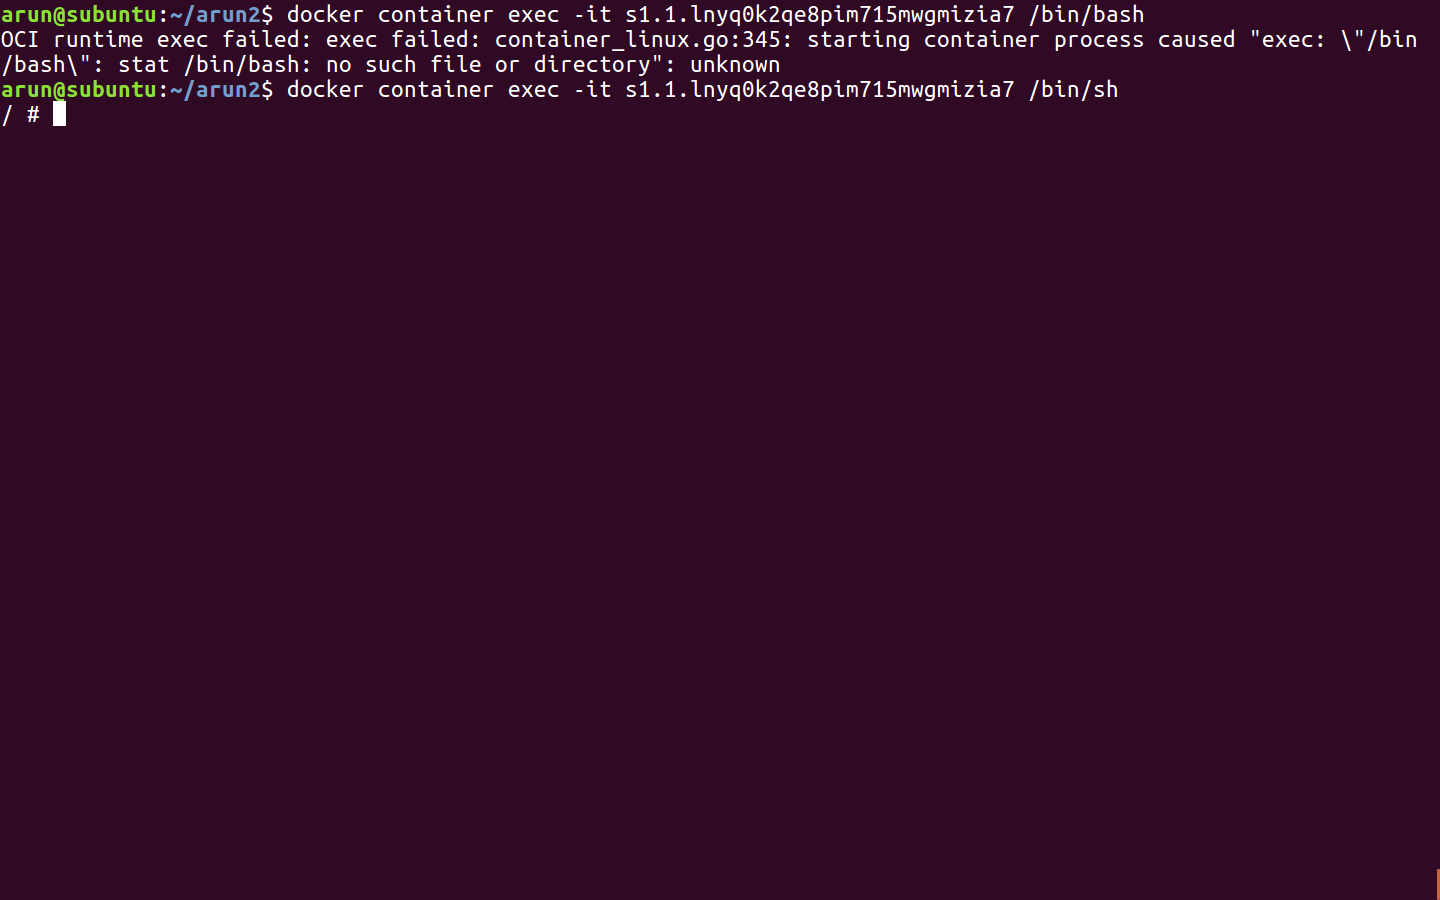 arun@subuntu:~/arun2$ docker container exec -it s1.1.lnyq0k2qe8pim715mwgmizia7 /bin/bash
OCI runtime exec failed: exec failed: container_linux.go:345: starting container process caused "exec: \"/bin
/bash\": stat /bin/bash: no such file or directory": unknown
arun@subuntu:~/arun2$ docker container exec -it s1.1.lnyq0k2qe8pim715mwgmizia7 /bin/sh
/ #